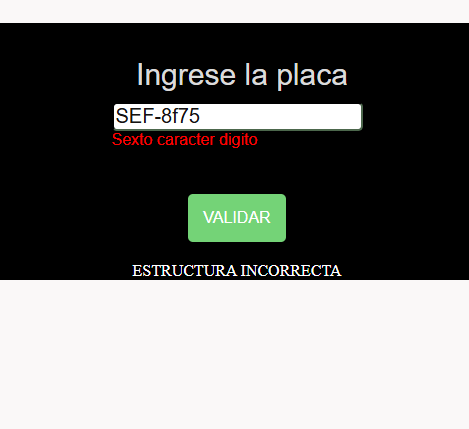 Ingrese la placa
SEF-8f75
Sexto caracter digito
VALIDAR
ESTRUCTURA INCORRECTA